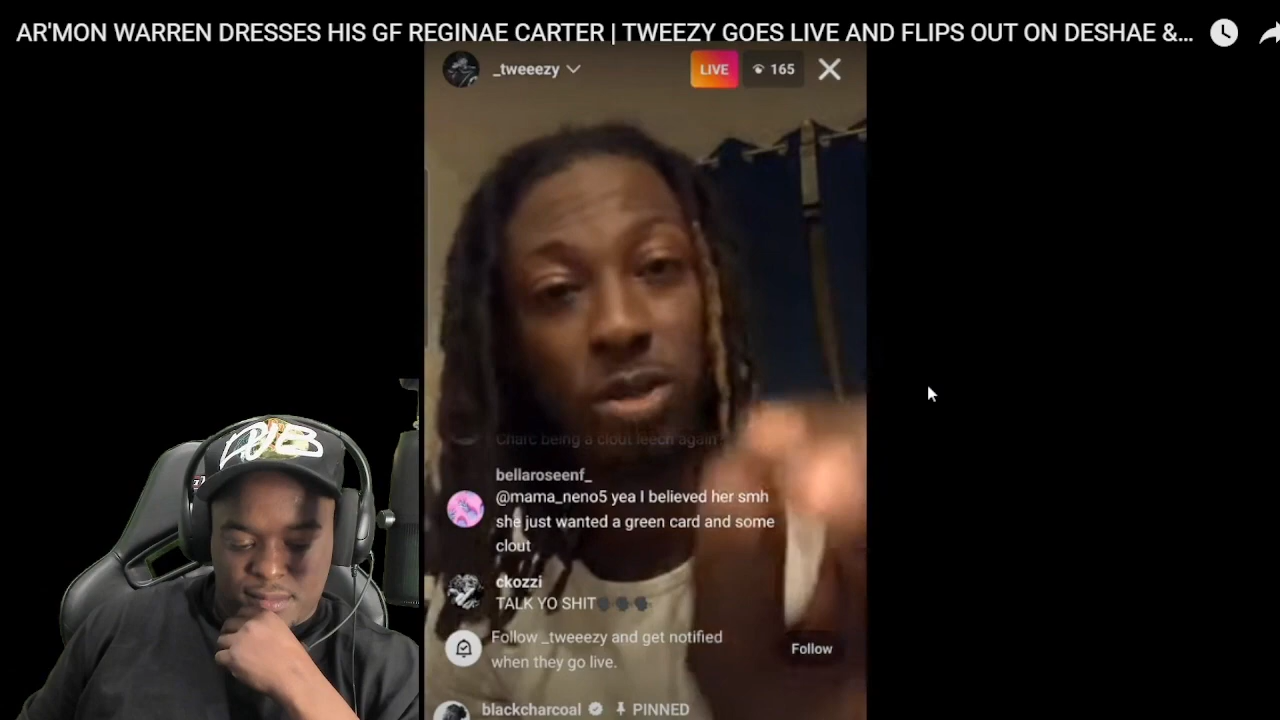 AR'MON WARREN DRESSES HIS GF REGINAE CARTER | TWEEZY GOES LIVE AND FLIPS OUT ON DESHAE &...
_tweeezy
LIVE
165
Charc being a clout leech again
bellaroseenf_
@mama_neno5 yea I believed her smh
she just wanted a green card and some
clout
ckozzi
TALK YO SHIT🗣🗣🗣
Follow _tweeezy and get notified
when they go live.
Follow
blackcharcoal
PINNED